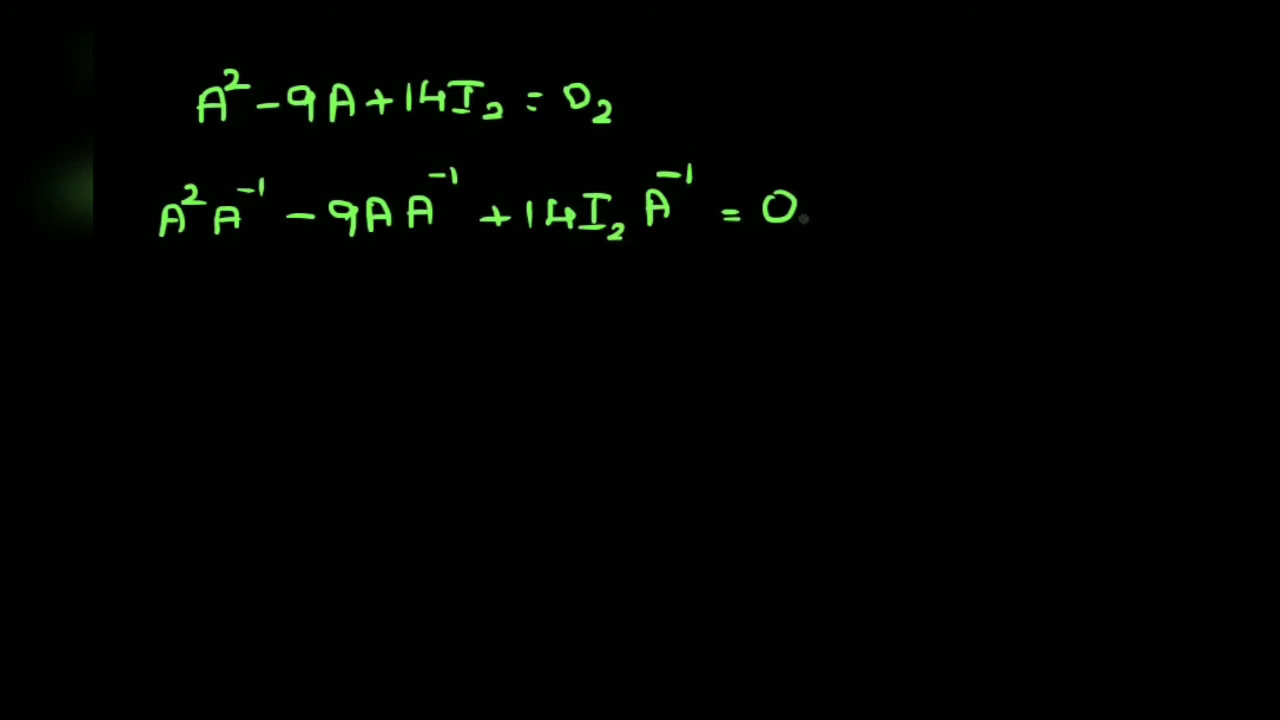 A² - 9A + 14I₂ = O₂
A²A⁻¹ - 9AA⁻¹ + 14I₂A⁻¹ = O